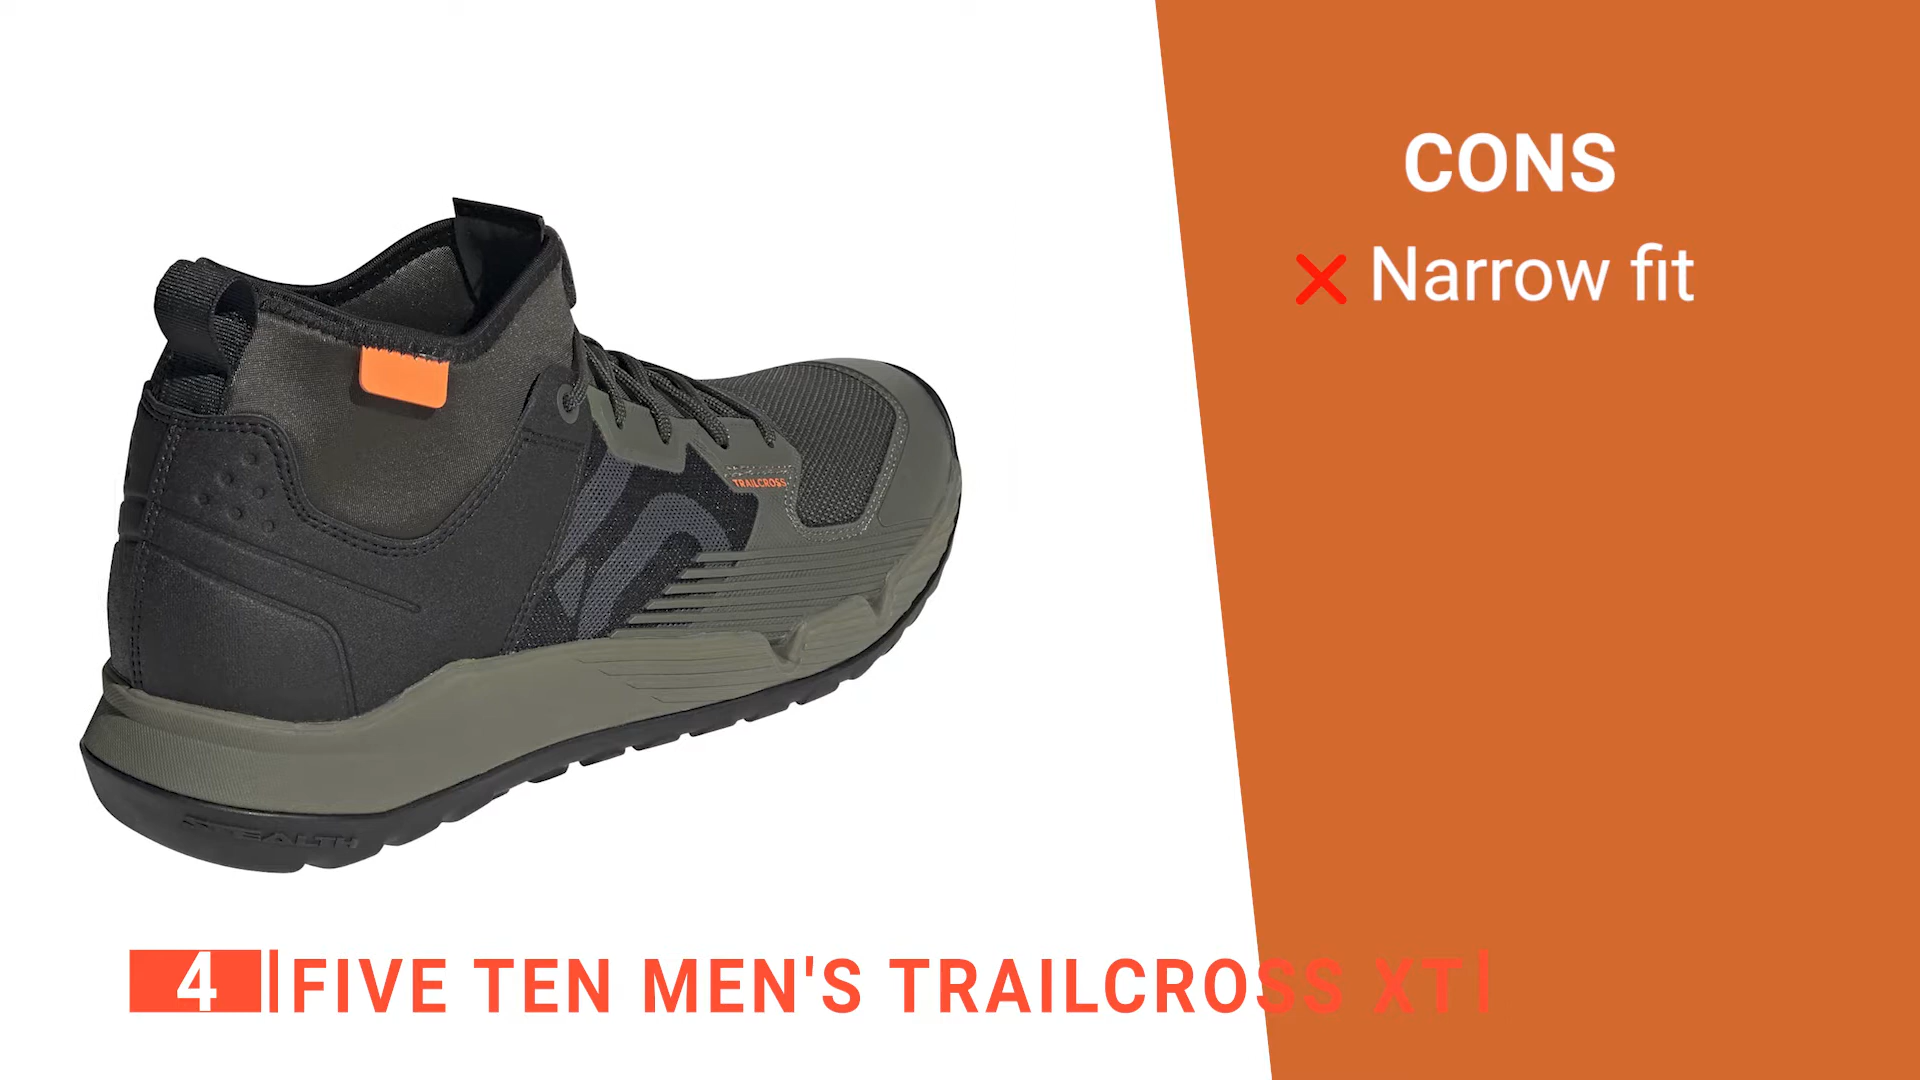 CONS
Narrow fit
TRAILCROSS
STEALTH
4 FIVE TEN MEN'S TRAILCROSS XT